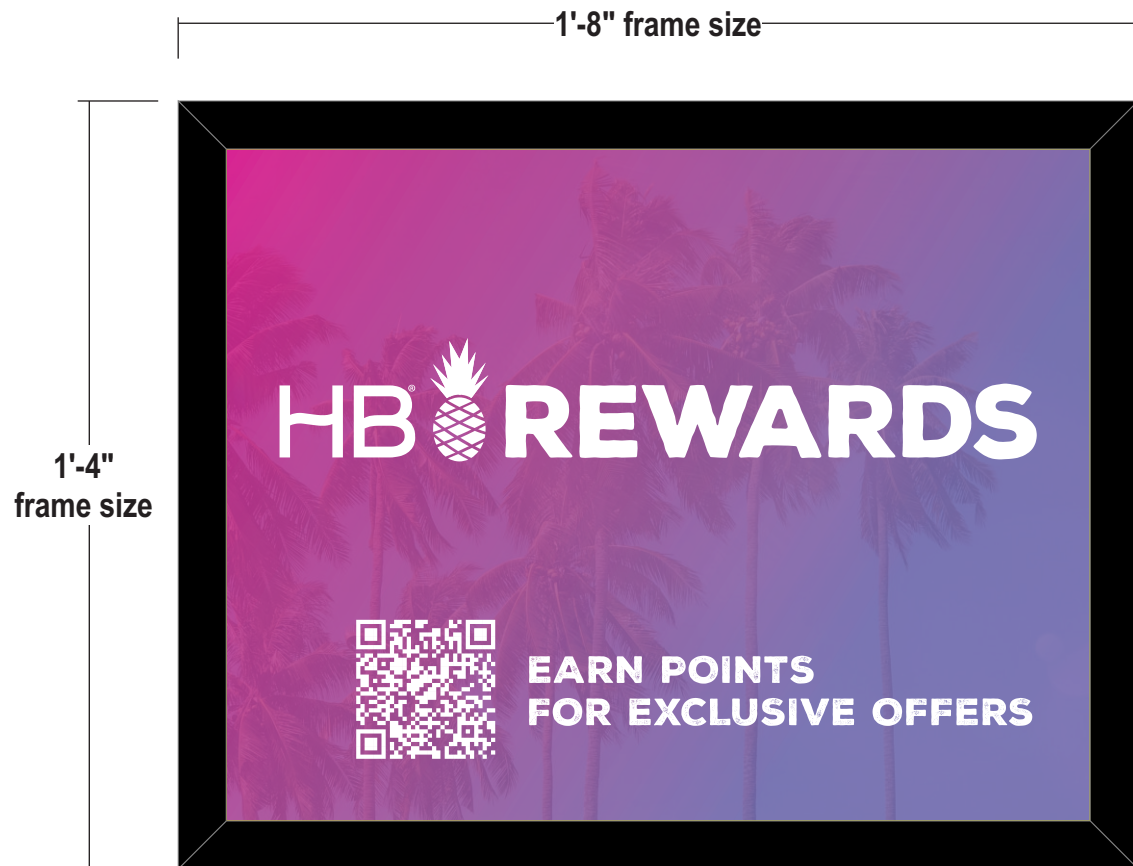 1'-8" frame size
1'-4"
frame size
HB® REWARDS
EARN POINTS
FOR EXCLUSIVE OFFERS